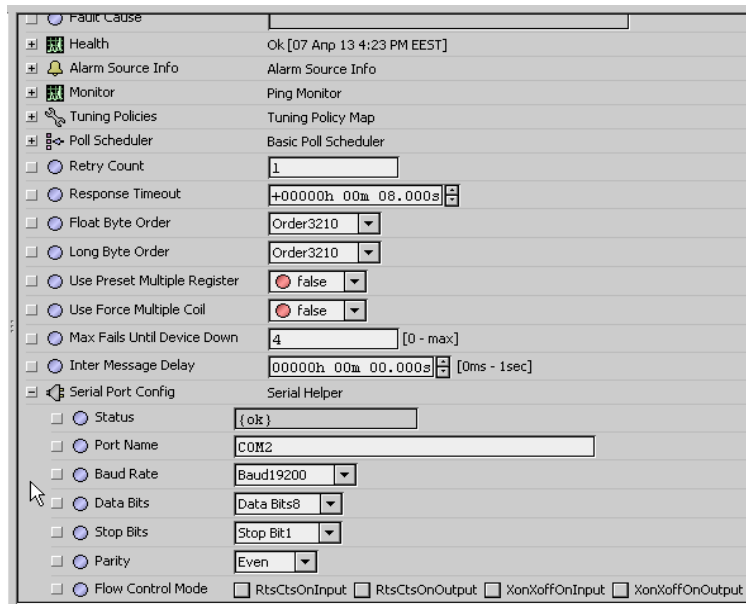 Fault Cause
Health Ok [07 Апр 13 4:23 PM EEST]
Alarm Source Info Alarm Source Info
Monitor Ping Monitor
Tuning Policies Tuning Policy Map
Poll Scheduler Basic Poll Scheduler
Retry Count 1
Response Timeout +00000h 00m 08.000s
Float Byte Order Order3210
Long Byte Order Order3210
Use Preset Multiple Register false
Use Force Multiple Coil false
Max Fails Until Device Down 4 [0 - max]
Inter Message Delay 00000h 00m 00.000s [0ms - 1sec]
Serial Port Config Serial Helper
Status {ok}
Port Name COM2
Baud Rate Baud19200
Data Bits Data Bits8
Stop Bits Stop Bit1
Parity Even
Flow Control Mode RtsCtsOnInput RtsCtsOnOutput XonXoffOnInput XonXoffOnOutput